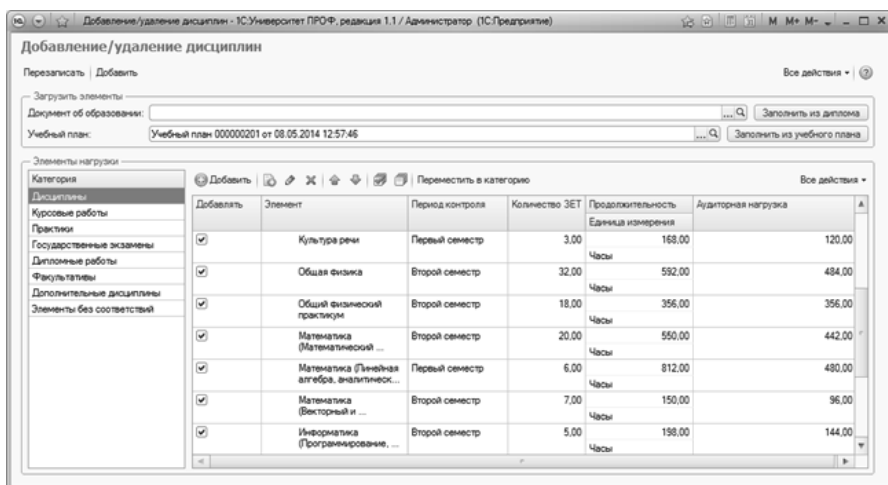 Добавление/удаление дисциплин - 1С:Университет ПРОФ, редакция 1.1 / Администратор (1С:Предприятие)
M M+ M-
Добавление/удаление дисциплин
Перезаписать Добавить Все действия
Загрузить элементы
Документ об образовании: ... Заполнить из диплома
Учебный план: Учебный план 000000201 от 08.05.2014 12:57:46 ... Заполнить из учебного плана
Элементы нагрузки
Категория
Дисциплины
Курсовые работы
Практики
Государственные экзамены
Дипломные работы
Факультативы
Дополнительные дисциплины
Элементы без соответствий
Добавить Переместить в категорию Все действия
Добавлять Элемент Период контроля Количество ЗЕТ Продолжительность Аудиторная нагрузка
Единица измерения
Культура речи Первый семестр 3,00 168,00 120,00
Часы
Общая физика Второй семестр 32,00 592,00 484,00
Часы
Общий физический Второй семестр 18,00 356,00 356,00
практикум Часы
Математика Второй семестр 20,00 550,00 442,00
(Математический ... Часы
Математика (Линейная Первый семестр 6,00 812,00 480,00
алгебра, аналитическ... Часы
Математика Второй семестр 7,00 150,00 96,00
(Векторный и ... Часы
Информатика Второй семестр 5,00 198,00 144,00
(Программирование, ... Часы